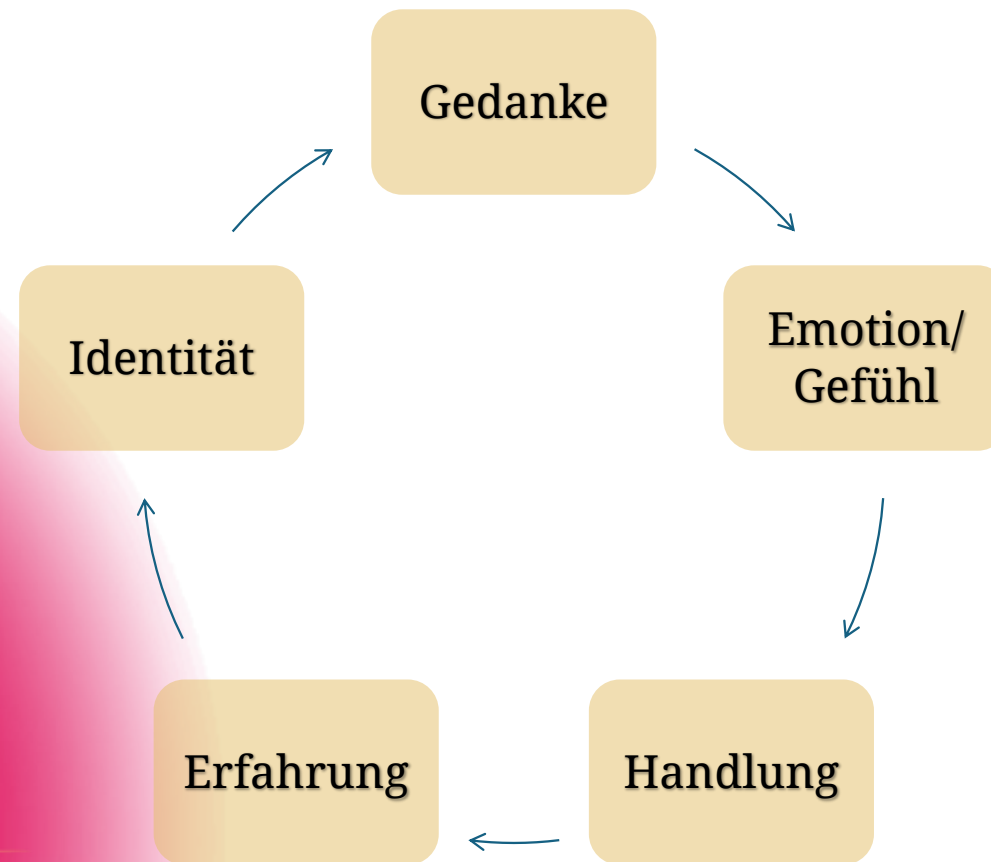 Gedanke
Emotion/
Gefühl
Handlung
Erfahrung
Identität